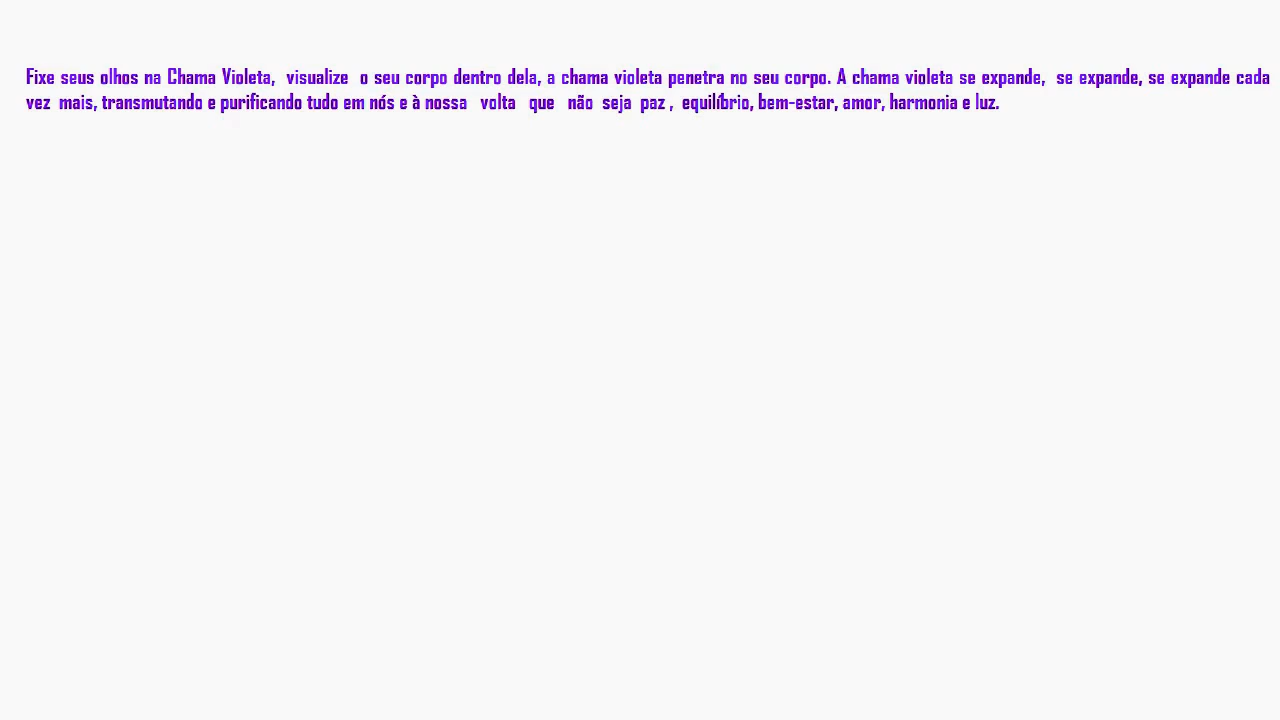 Fixe seus olhos na Chama Violeta, visualize o seu corpo dentro dela, a chama violeta penetra no seu corpo. A chama violeta se expande, se expande, se expande cada
vez mais, transmutando e purificando tudo em nós e à nossa volta que não seja paz , equilíbrio, bem-estar, amor, harmonia e luz.